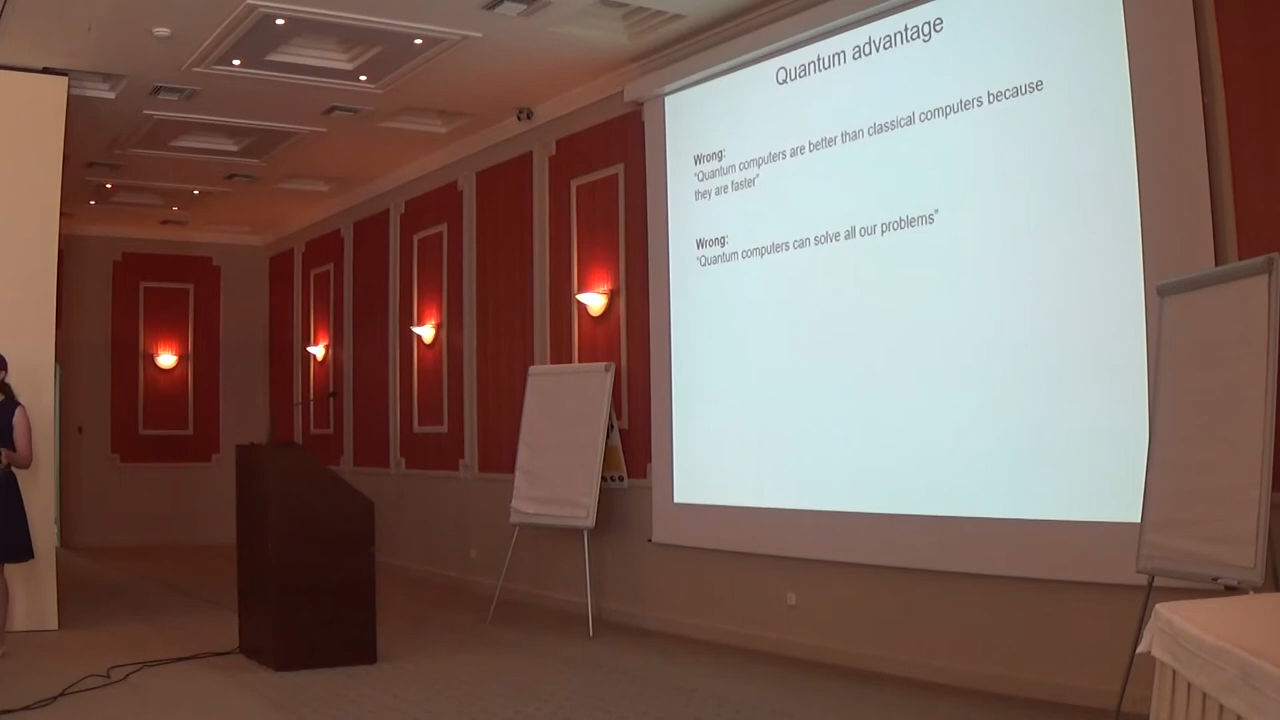 Quantum advantage
Wrong:
"Quantum computers are better than classical computers because
they are faster"
Wrong:
"Quantum computers can solve all our problems"